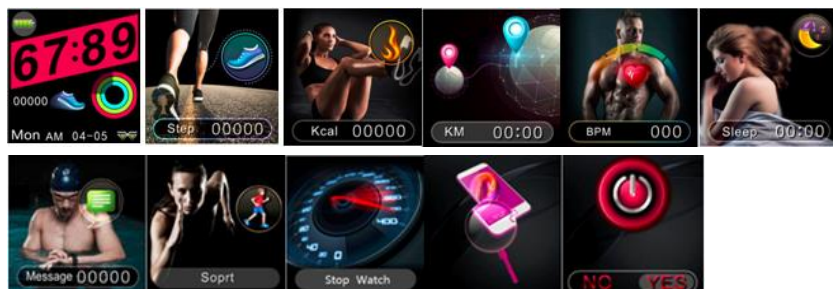 67:89
00000
Mon AM 04-05
Step 00000
Kcal 00000
KM 00:00
BPM 000
Sleep 00:00
Message 00000
Soprt
400
0
Stop Watch
NO YES